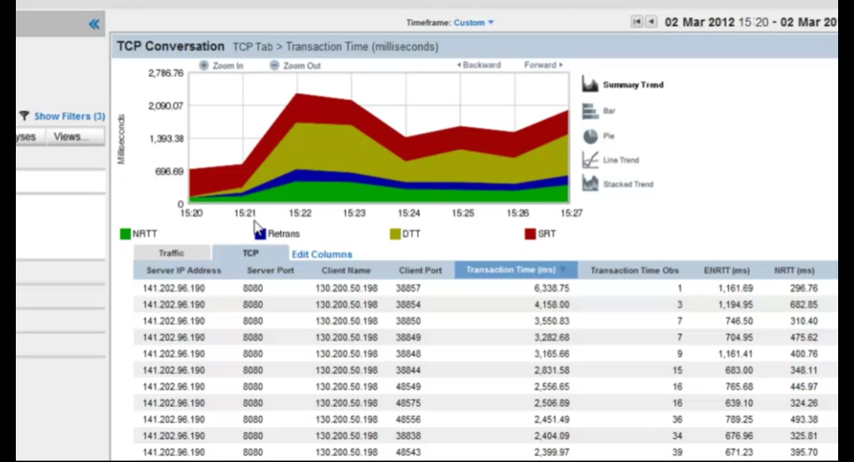 Timeframe: Custom
02 Mar 2012 15:20 - 02 Mar 20
TCP Conversation TCP Tab > Transaction Time (milliseconds)
Zoom In Zoom Out Backward Forward
2,786.76
2,090.07
1,393.38
696.69
0
Milliseconds
15:20 15:21 15:22 15:23 15:24 15:25 15:26 15:27
NRTT Retrans DTT SRT
Summary Trend
Bar
Pie
Line Trend
Stacked Trend
Show Filters (3)
yses Views...
Traffic TCP Edit Columns
Server IP Address Server Port Client Name Client Port Transaction Time (ms) Transaction Time Obs ENRTT (ms) NRTT (ms)
141.202.96.190 8080 130.200.50.198 38857 6,338.75 1 1,161.69 296.76
141.202.96.190 8080 130.200.50.198 38854 4,158.00 3 1,194.95 682.85
141.202.96.190 8080 130.200.50.198 38850 3,550.83 7 746.50 310.40
141.202.96.190 8080 130.200.50.198 38849 3,282.68 7 704.95 475.62
141.202.96.190 8080 130.200.50.198 38848 3,165.66 9 1,161.41 400.76
141.202.96.190 8080 130.200.50.198 38844 2,831.58 15 683.00 348.11
141.202.96.190 8080 130.200.50.198 48549 2,556.65 16 765.68 445.97
141.202.96.190 8080 130.200.50.198 48575 2,506.89 16 639.10 324.26
141.202.96.190 8080 130.200.50.198 48556 2,451.49 36 789.25 493.38
141.202.96.190 8080 130.200.50.198 38838 2,404.09 34 676.96 325.81
141.202.96.190 8080 130.200.50.198 48543 2,399.97 39 671.23 395.70